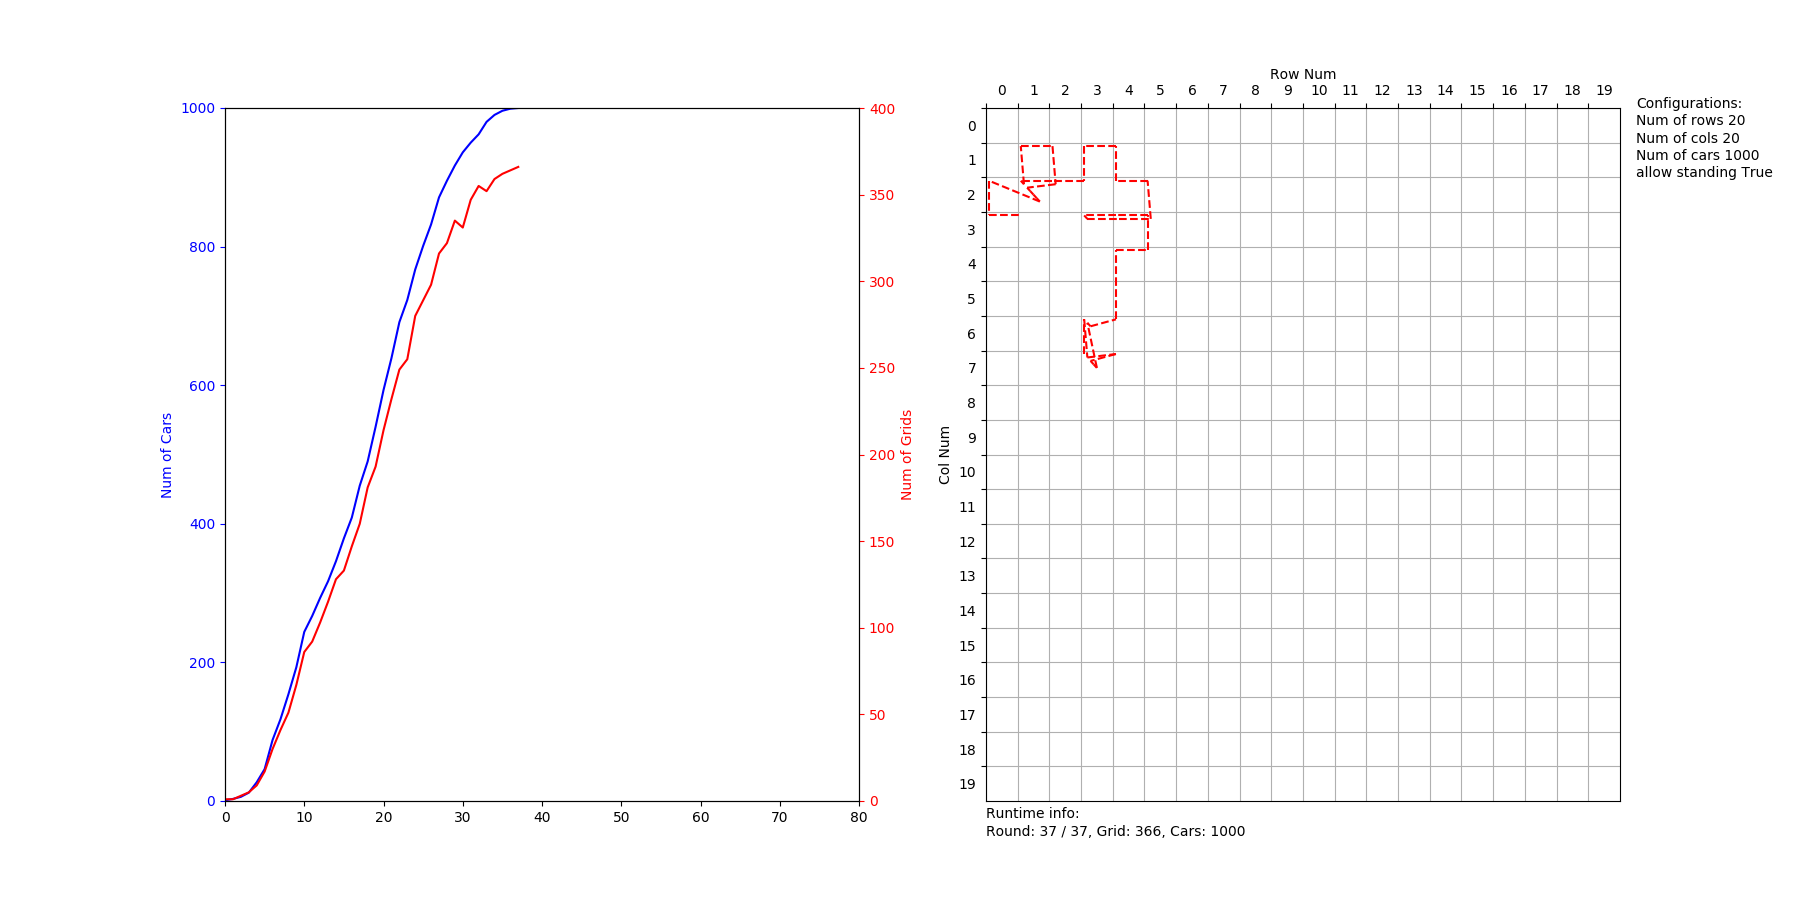 Row Num
0 1 2 3 4 5 6 7 8 9 10 11 12 13 14 15 16 17 18 19
1000
800
600
400
200
0
Num of Cars
0 10 20 30 40 50 60 70 80
400
350
300
250
200
150
100
50
0
Num of Grids
Col Num
0
1
2
3
4
5
6
7
8
9
10
11
12
13
14
15
16
17
18
19
Configurations:
Num of rows 20
Num of cols 20
Num of cars 1000
allow standing True
Runtime info:
Round: 37 / 37, Grid: 366, Cars: 1000